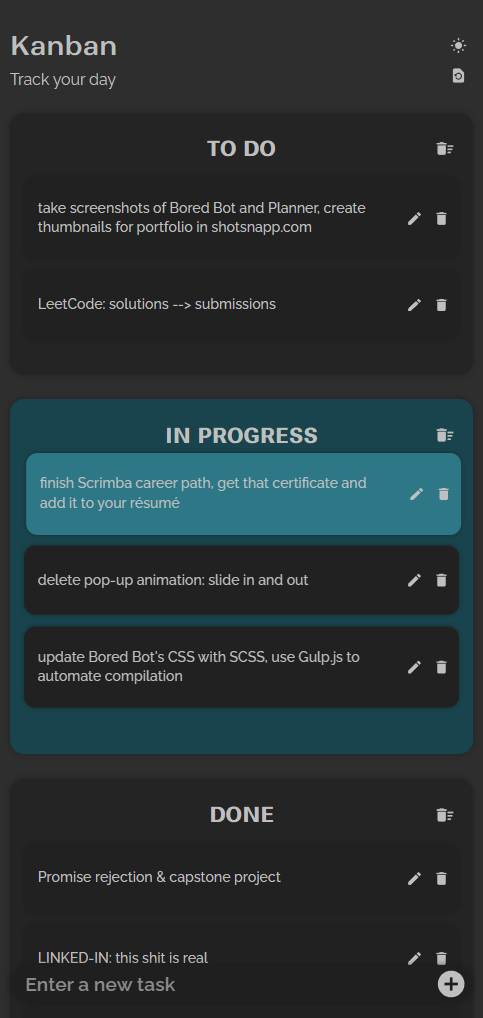 Kanban
Track your day
TO DO
take screenshots of Bored Bot and Planner, create
thumbnails for portfolio in shotsnapp.com
LeetCode: solutions --> submissions
IN PROGRESS
finish Scrimba career path, get that certificate and
add it to your résumé
delete pop-up animation: slide in and out
update Bored Bot's CSS with SCSS, use Gulp.js to
automate compilation
DONE
Promise rejection & capstone project
LINKED-IN: this shit is real
Enter a new task